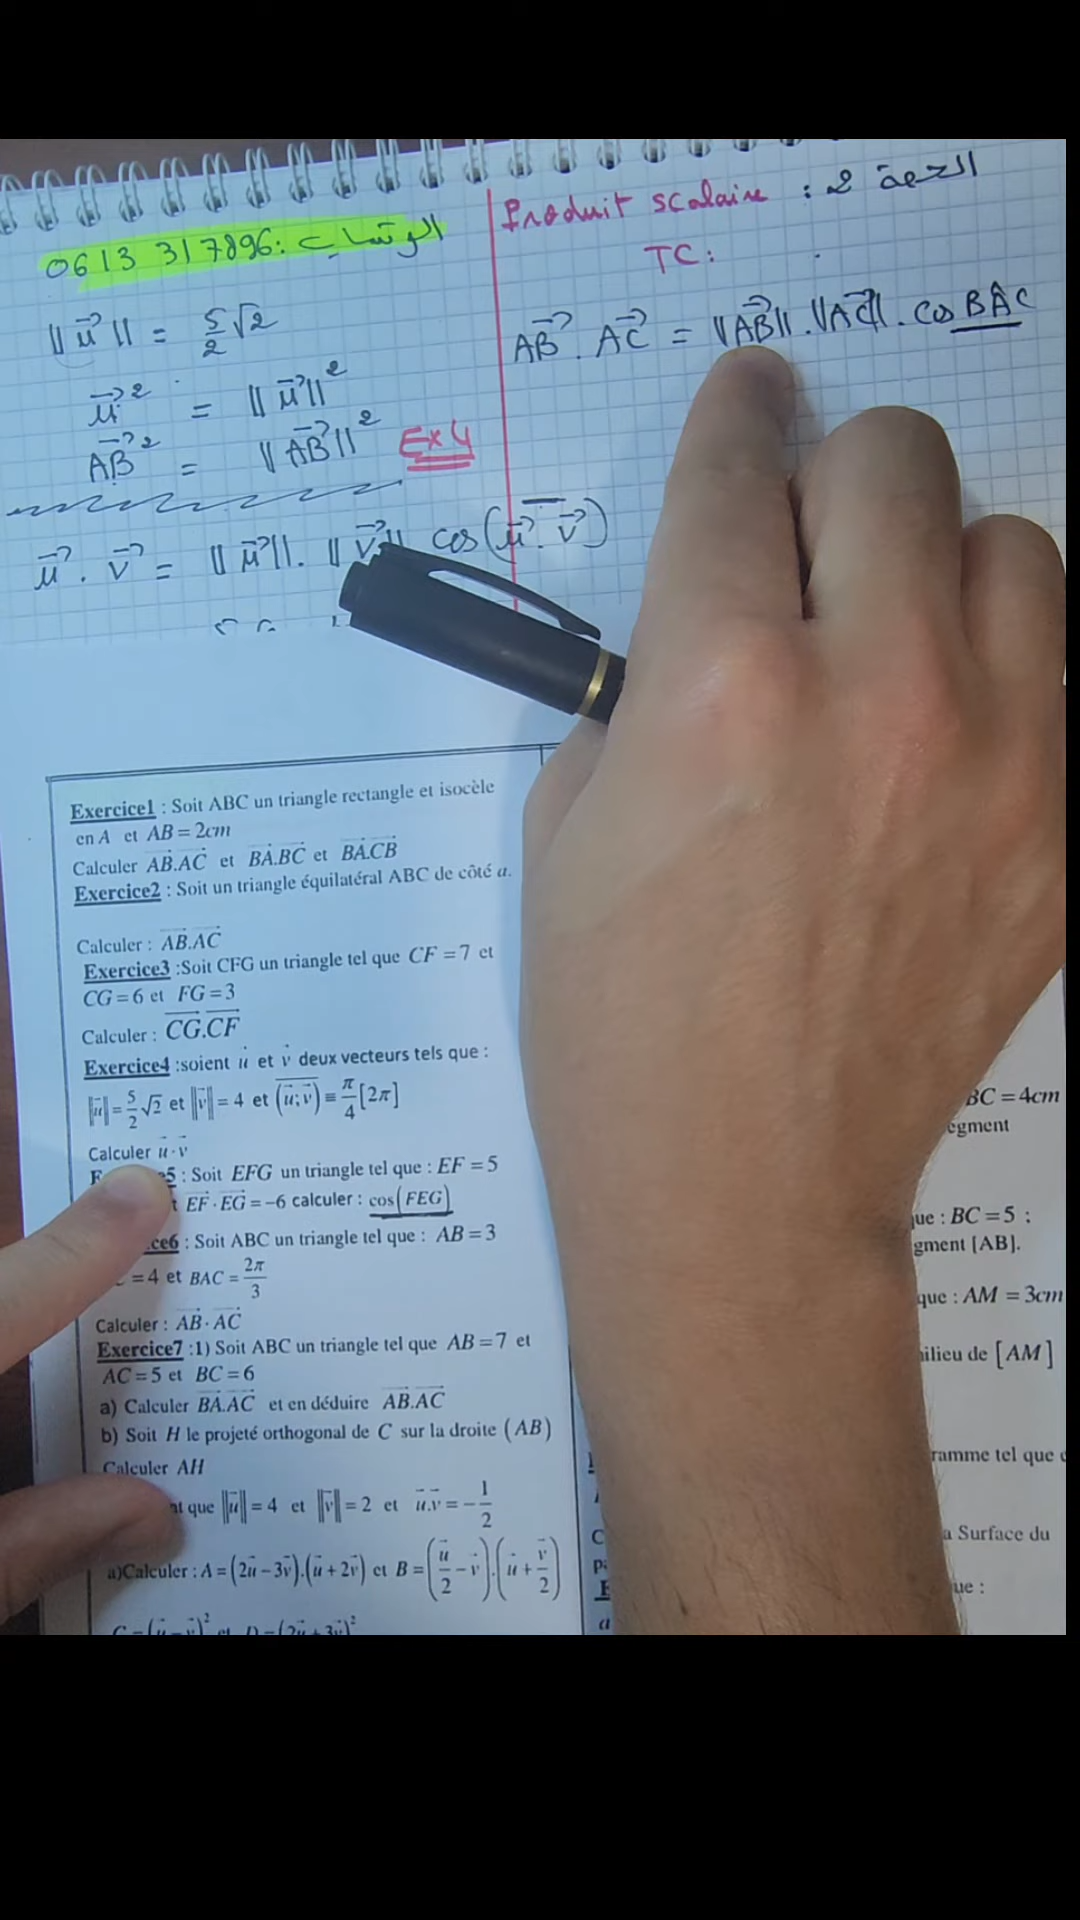 Produit scalaire : الحصة 2
TC:
الوتساب: 0613 317896
||u|| = 5/2 √2
u² = ||u||²
AB² = ||AB||² Ex 4
u . v = ||u|| . ||v|| cos(u . v)
AB . AC = ||AB|| . ||AC|| . cos BÂC
Exercice1 : Soit ABC un triangle rectangle et isocèle
en A et AB = 2cm
Calculer AB.AC et BA.BC et BA.CB
Exercice2 : Soit un triangle équilatéral ABC de côté a.
Calculer : AB.AC
Exercice3 :Soit CFG un triangle tel que CF = 7 et
CG = 6 et FG = 3
Calculer : CG.CF
Exercice4 :soient u et v deux vecteurs tels que :
||u|| = 5/2 √2 et ||v|| = 4 et (u;v) ≡ π/4 [2π]
Calculer u · v
5 : Soit EFG un triangle tel que : EF = 5
EF · EG = −6 calculer : cos(FEG)
ce6 : Soit ABC un triangle tel que : AB = 3
= 4 et BAC = 2π/3
Calculer : AB · AC
Exercice7 :1) Soit ABC un triangle tel que AB = 7 et
AC = 5 et BC = 6
a) Calculer BA.AC et en déduire AB.AC
b) Soit H le projeté orthogonal de C sur la droite (AB)
Calculer AH
que ||u|| = 4 et ||v|| = 2 et u.v = −1/2
a)Calculer : A = (2u − 3v).(u + 2v) et B = (u/2 − v).(u + v/2)
BC = 4cm
egment
ue : BC = 5 ;
gment [AB].
que : AM = 3cm
ilieu de [AM]
ramme tel que
a Surface du
ue :